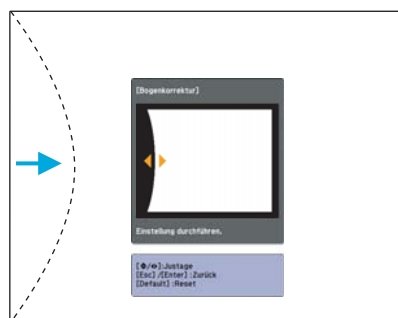 [Bogenkorrektur]
Einstellung durchführen.
[◆/◆]:Justage
[Esc] /[Enter] :Zurück
[Default] :Reset